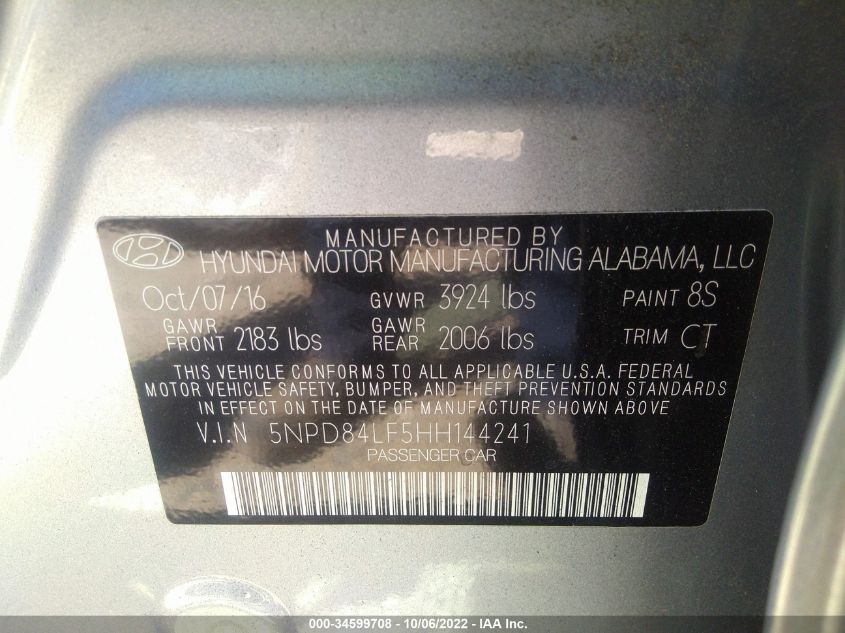 MANUFACTURED BY
HYUNDAI MOTOR MANUFACTURING ALABAMA, LLC
Oct/07/16 GVWR 3924 lbs PAINT 8S
GAWR FRONT 2183 lbs GAWR REAR 2006 lbs TRIM CT
THIS VEHICLE CONFORMS TO ALL APPLICABLE U.S.A. FEDERAL
MOTOR VEHICLE SAFETY, BUMPER, AND THEFT PREVENTION STANDARDS
IN EFFECT ON THE DATE OF MANUFACTURE SHOWN ABOVE
V.I.N 5NPD84LF5HH144241
PASSENGER CAR
000-34599708 - 10/06/2022 - IAA Inc.